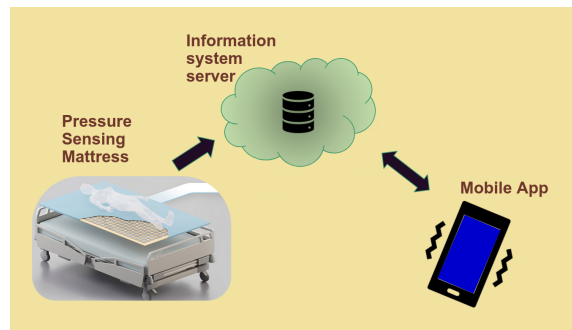 Information
system
server
Pressure
Sensing
Mattress
Mobile App